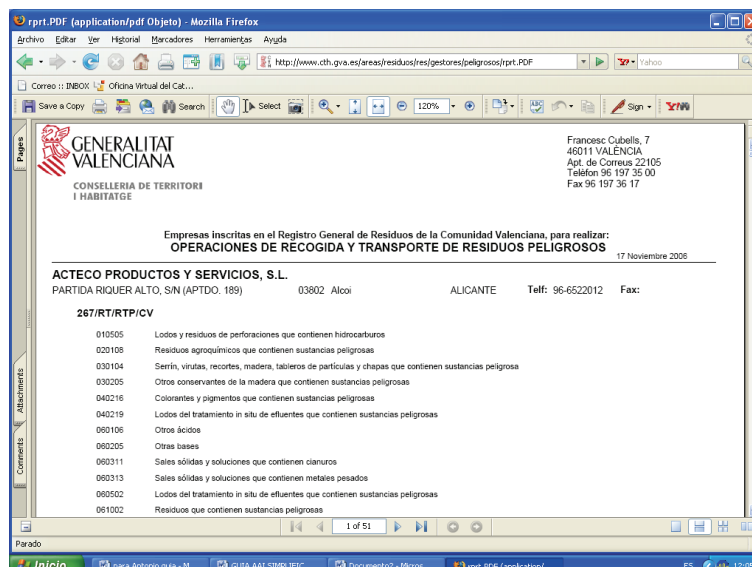 rprt.PDF (application/pdf Objeto) - Mozilla Firefox
Archivo Editar Ver Historial Marcadores Herramientas Ayuda
http://www.cth.gva.es/areas/residuos/res/gestores/peligrosos/rprt.PDF Yahoo
Correo :: INBOX Oficina Virtual del Cat...
Save a Copy Search Select 120% Sign Y!
Pages
GENERALITAT
VALENCIANA
CONSELLERIA DE TERRITORI
I HABITATGE
Francesc Cubells, 7
46011 VALÈNCIA
Apt. de Correus 22105
Telèfon 96 197 35 00
Fax 96 197 36 17
Empresas inscritas en el Registro General de Residuos de la Comunidad Valenciana, para realizar:
OPERACIONES DE RECOGIDA Y TRANSPORTE DE RESIDUOS PELIGROSOS
17 Noviembre 2006
ACTECO PRODUCTOS Y SERVICIOS, S.L.
PARTIDA RIQUER ALTO, S/N (APTDO. 189) 03802 Alcoi ALICANTE Telf: 96-6522012 Fax:
267/RT/RTP/CV
010505 Lodos y residuos de perforaciones que contienen hidrocarburos
020108 Residuos agroquímicos que contienen sustancias peligrosas
030104 Serrín, virutas, recortes, madera, tableros de partículas y chapas que contienen sustancias peligrosa
030205 Otros conservantes de la madera que contienen sustancias peligrosas
040216 Colorantes y pigmentos que contienen sustancias peligrosas
040219 Lodos del tratamiento in situ de efluentes que contienen sustancias peligrosas
060106 Otros ácidos
060205 Otras bases
060311 Sales sólidas y soluciones que contienen cianuros
060313 Sales sólidas y soluciones que contienen metales pesados
060502 Lodos del tratamiento in situ de efluentes que contienen sustancias peligrosas
061002 Residuos que contienen sustancias peligrosas
Attachments
Comments
1 of 51
Parado
Inicio para Antonio guia - M... GUIA AAI SIMPLIFIC... Documento2 - Micros... rprt.PDF (application/... ES 12:08